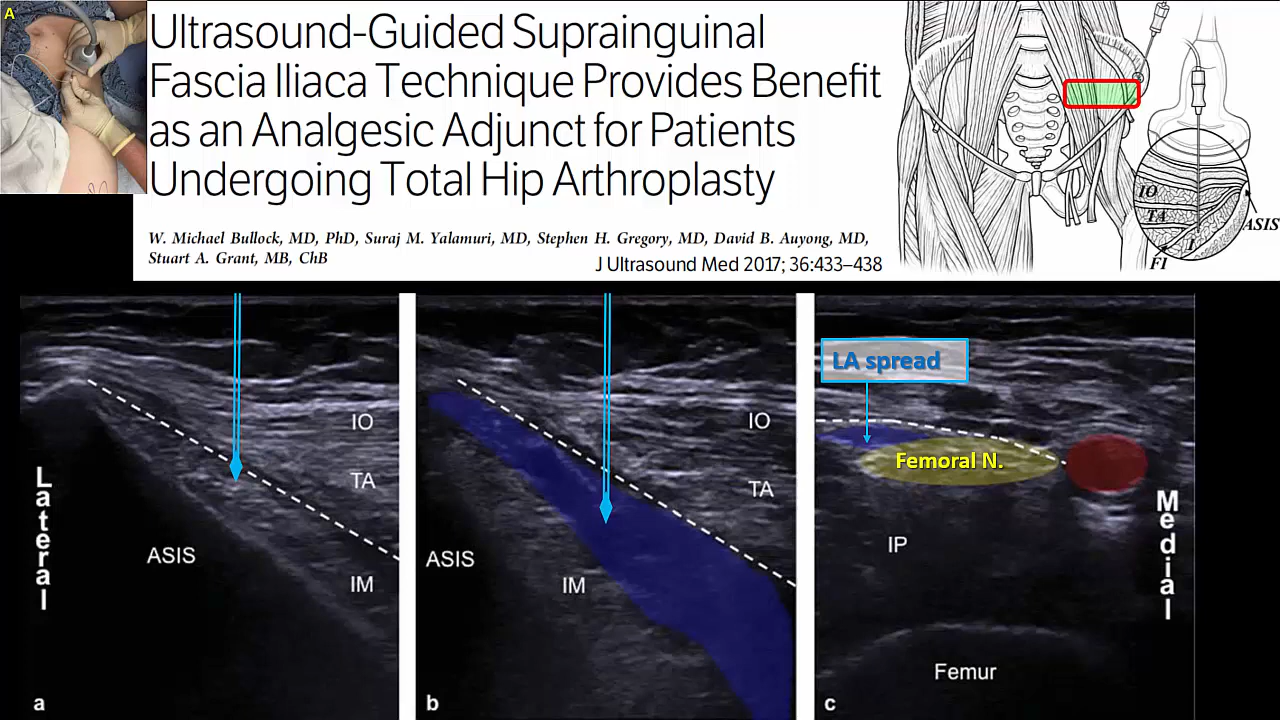 A
Ultrasound-Guided Suprainguinal
Fascia Iliaca Technique Provides Benefit
as an Analgesic Adjunct for Patients
Undergoing Total Hip Arthroplasty
W. Michael Bullock, MD, PhD, Suraj M. Yalamuri, MD, Stephen H. Gregory, MD, David B. Auyong, MD,
Stuart A. Grant, MB, ChB
J Ultrasound Med 2017; 36:433–438
IO
TA
ASIS
I
FI
Lateral
IO
TA
ASIS
IM
a
IO
TA
ASIS
IM
b
LA spread
Femoral N.
IP
Femur
Medial
c